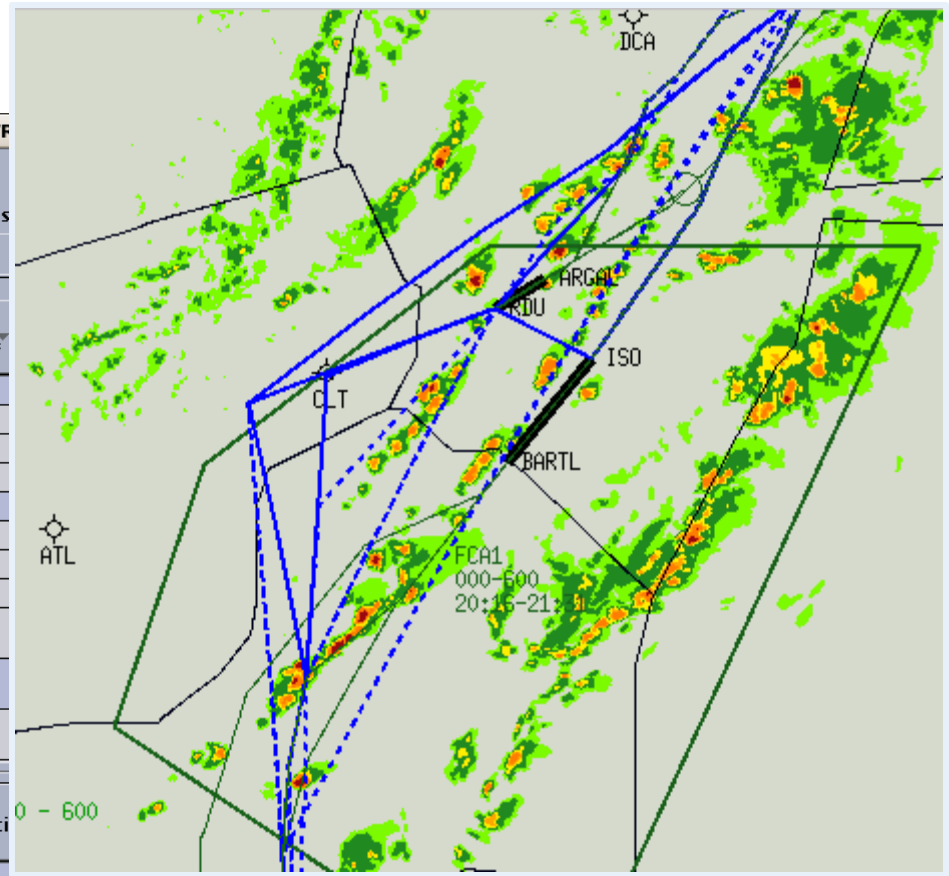 DCA
ARGAL
RDU
ISO
CLT
BARTL
ATL
FCA1
000-600
0 - 600